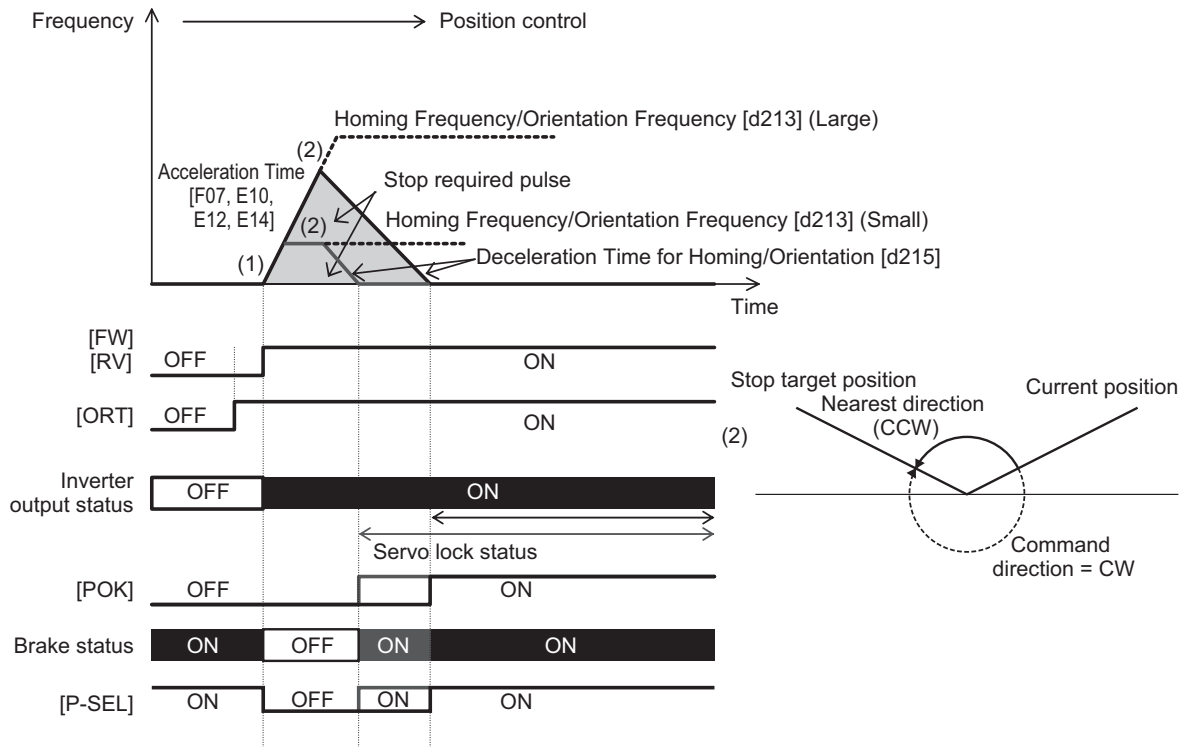 Frequency
Position control
Homing Frequency/Orientation Frequency [d213] (Large)
(2)
Acceleration Time
[F07, E10,
E12, E14]
Stop required pulse
(2)
Homing Frequency/Orientation Frequency [d213] (Small)
(1)
Deceleration Time for Homing/Orientation [d215]
Time
[FW]
[RV]
OFF
ON
[ORT]
OFF
ON
Inverter
output status
OFF
ON
Servo lock status
[POK]
OFF
ON
Brake status
ON
OFF
ON
ON
[P-SEL]
ON
OFF
ON
ON
(2)
Stop target position
Current position
Nearest direction
(CCW)
Command
direction = CW